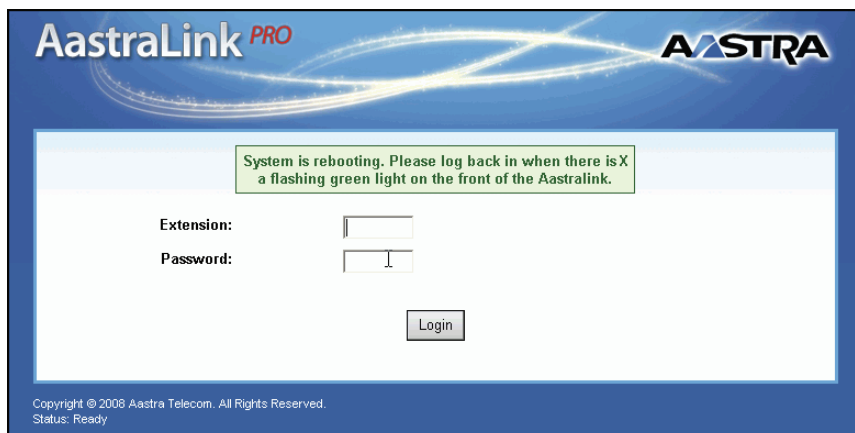 AastraLink PRO
AASTRA
System is rebooting. Please log back in when there is X
a flashing green light on the front of the Aastralink.
Extension:
Password:
Login
Copyright © 2008 Aastra Telecom. All Rights Reserved.
Status: Ready